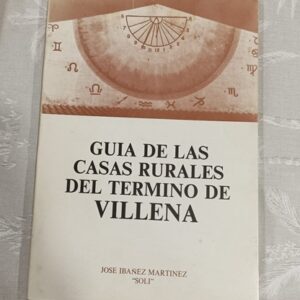 GUIA DE LAS
CASAS RURALES
DEL TERMINO DE
VILLENA
JOSE IBAÑEZ MARTINEZ
"SOLI"